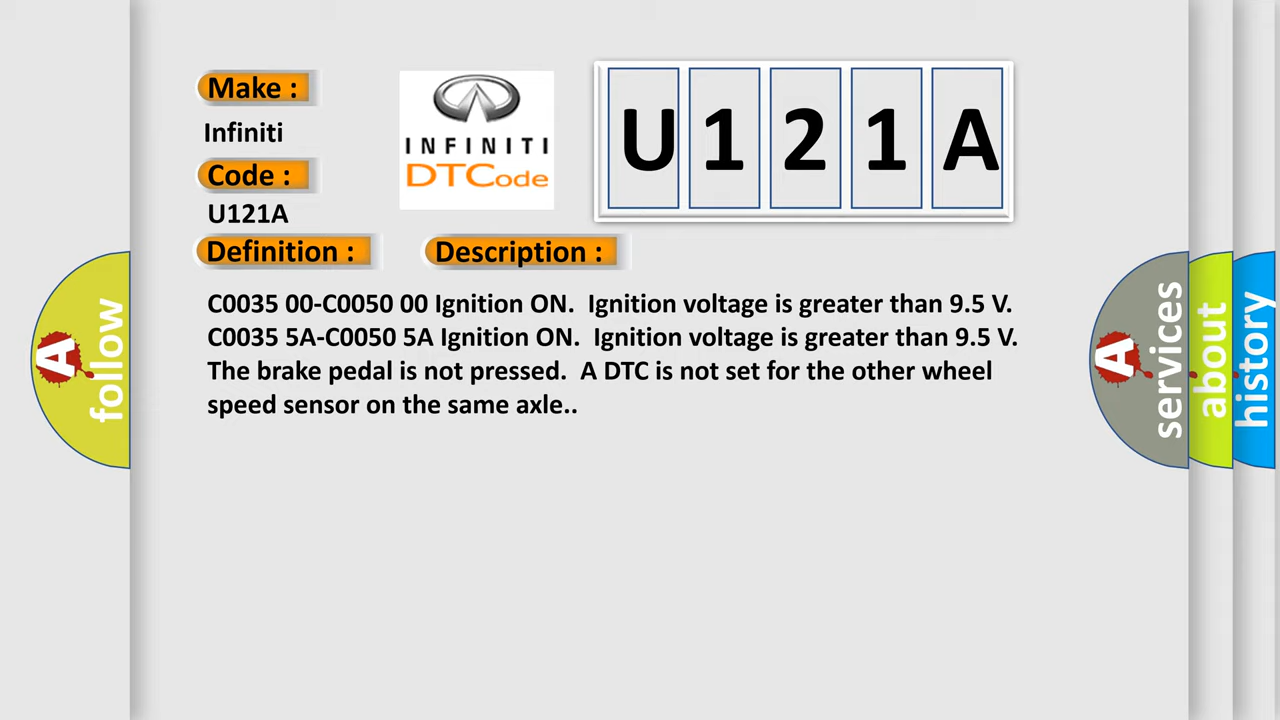 Make :
Infiniti
Code :
U121A
INFINITI
DTCode
U121A
Definition :
Description :
C0035 00-C0050 00 Ignition ON.  Ignition voltage is greater than 9.5 V.
C0035 5A-C0050 5A Ignition ON.  Ignition voltage is greater than 9.5 V.
The brake pedal is not pressed.  A DTC is not set for the other wheel
speed sensor on the same axle..
A follow
A services
about
history